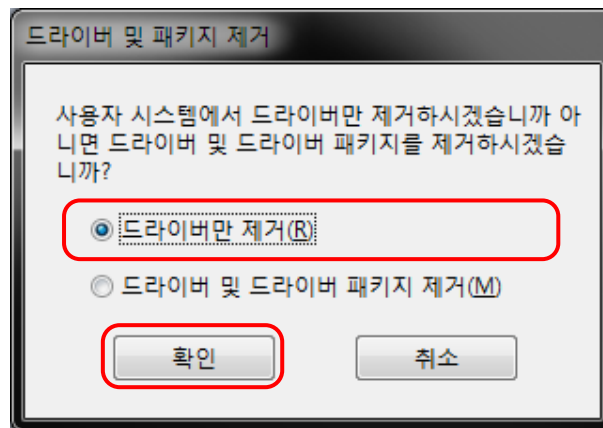 드라이버 및 패키지 제거
사용자 시스템에서 드라이버만 제거하시겠습니까 아
니면 드라이버 및 드라이버 패키지를 제거하시겠습
니까?
드라이버만 제거(R)
드라이버 및 드라이버 패키지 제거(M)
확인 취소